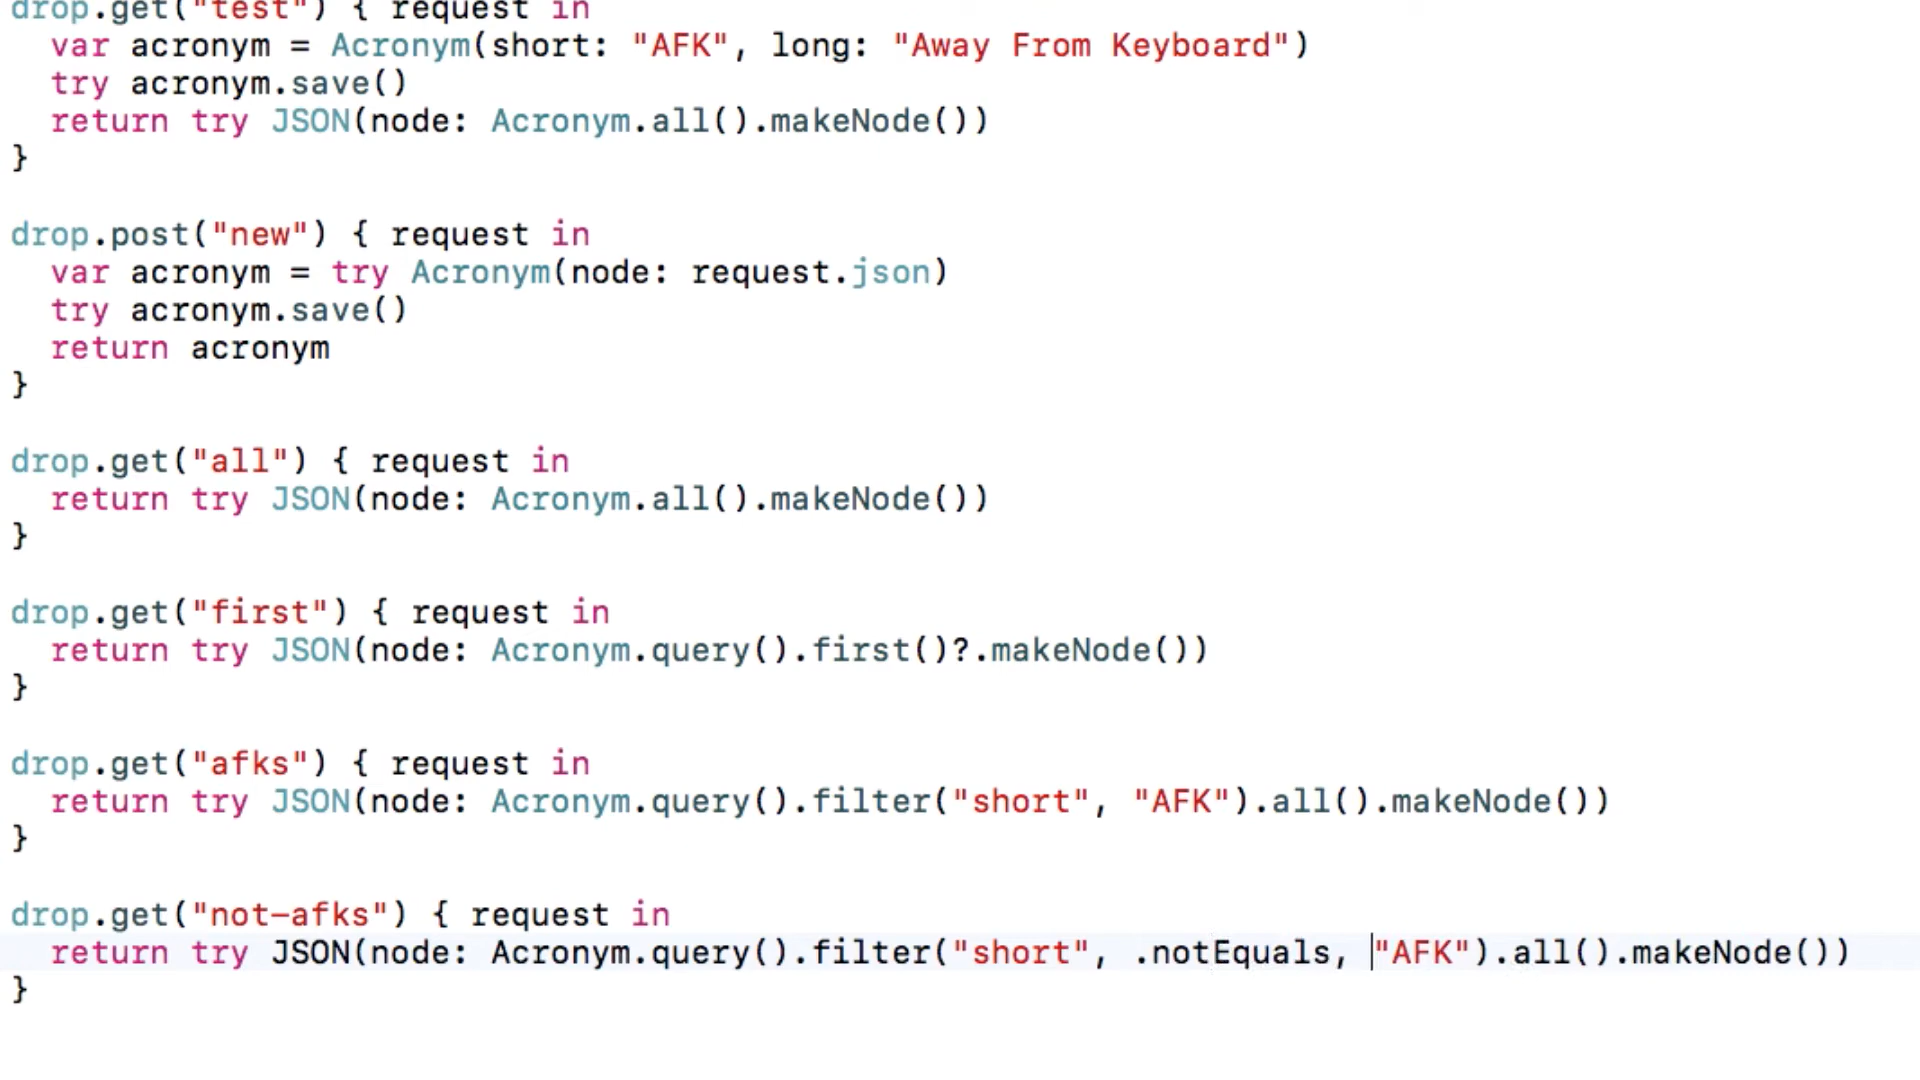 drop.get("test") { request in
  var acronym = Acronym(short: "AFK", long: "Away From Keyboard")
  try acronym.save()
  return try JSON(node: Acronym.all().makeNode())
}
drop.post("new") { request in
  var acronym = try Acronym(node: request.json)
  try acronym.save()
  return acronym
}
drop.get("all") { request in
  return try JSON(node: Acronym.all().makeNode())
}
drop.get("first") { request in
  return try JSON(node: Acronym.query().first()?.makeNode())
}
drop.get("afks") { request in
  return try JSON(node: Acronym.query().filter("short", "AFK").all().makeNode())
}
drop.get("not-afks") { request in
  return try JSON(node: Acronym.query().filter("short", .notEquals, "AFK").all().makeNode())
}